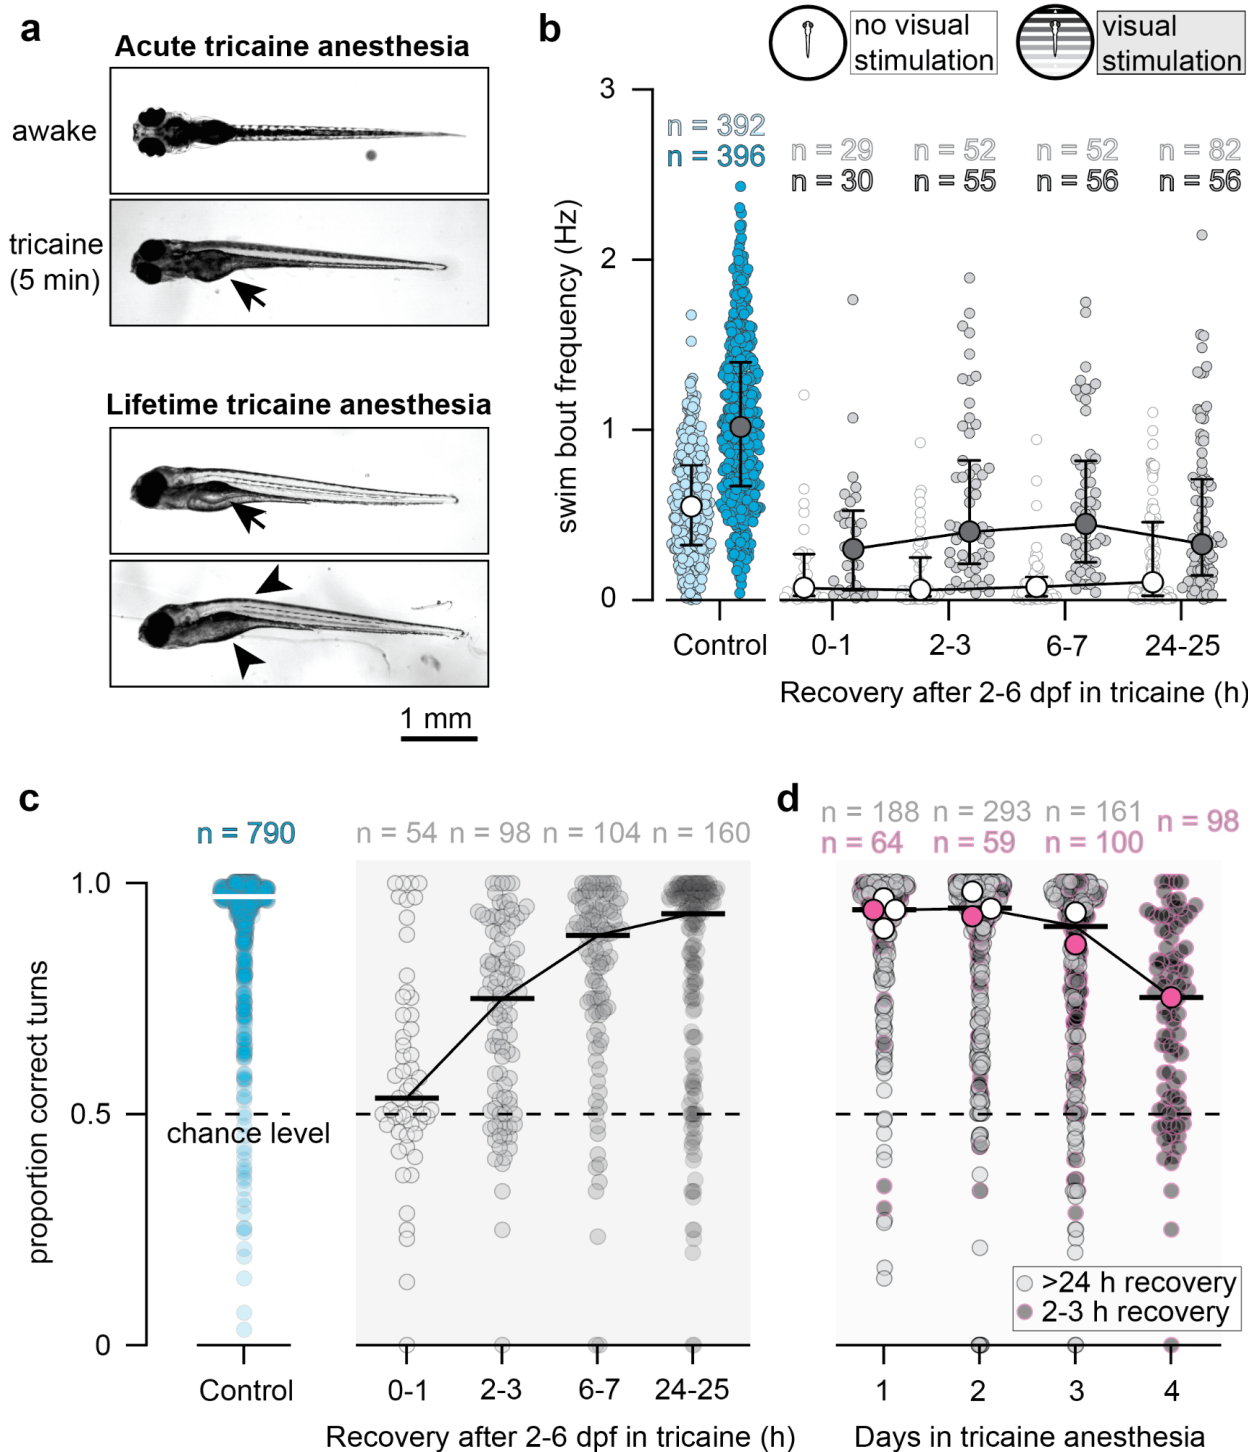 a
Acute tricaine anesthesia
awake
tricaine
(5 min)
Lifetime tricaine anesthesia
1 mm
b
no visual
stimulation
visual
stimulation
swim bout frequency (Hz)
3
2
1
0
n = 392
n = 396
n = 29
n = 30
n = 52
n = 55
n = 52
n = 56
n = 82
n = 56
Control
0-1
2-3
6-7
24-25
Recovery after 2-6 dpf in tricaine (h)
c
proportion correct turns
1.0
0.5
0
n = 790
n = 54
n = 98
n = 104
n = 160
chance level
Control
0-1
2-3
6-7
24-25
Recovery after 2-6 dpf in tricaine (h)
d
n = 188
n = 64
n = 293
n = 59
n = 161
n = 100
n = 98
>24 h recovery
2-3 h recovery
1
2
3
4
Days in tricaine anesthesia